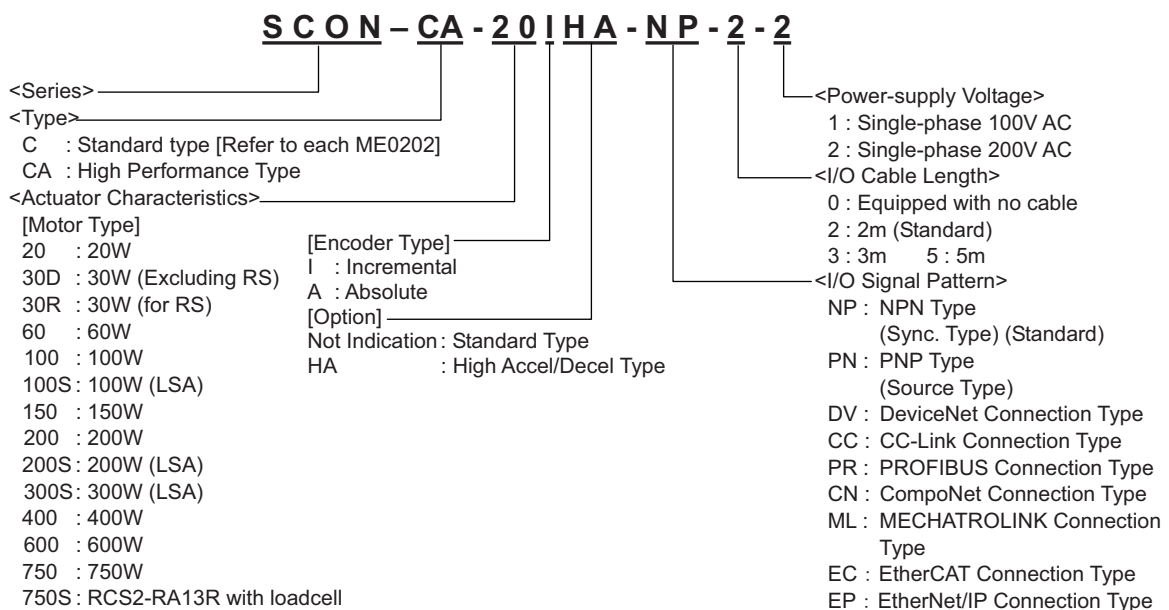 SCON – CA - 20IHA - NP - 2 - 2
<Series>
<Type>
C : Standard type [Refer to each ME0202]
CA : High Performance Type
<Actuator Characteristics>
[Motor Type]
20 : 20W
30D : 30W (Excluding RS)
30R : 30W (for RS)
60 : 60W
100 : 100W
100S : 100W (LSA)
150 : 150W
200 : 200W
200S : 200W (LSA)
300S : 300W (LSA)
400 : 400W
600 : 600W
750 : 750W
750S : RCS2-RA13R with loadcell
[Encoder Type]
I : Incremental
A : Absolute
[Option]
Not Indication : Standard Type
HA : High Accel/Decel Type
<Power-supply Voltage>
1 : Single-phase 100V AC
2 : Single-phase 200V AC
<I/O Cable Length>
0 : Equipped with no cable
2 : 2m (Standard)
3 : 3m 5 : 5m
<I/O Signal Pattern>
NP : NPN Type
(Sync. Type) (Standard)
PN : PNP Type
(Source Type)
DV : DeviceNet Connection Type
CC : CC-Link Connection Type
PR : PROFIBUS Connection Type
CN : CompoNet Connection Type
ML : MECHATROLINK Connection
Type
EC : EtherCAT Connection Type
EP : EtherNet/IP Connection Type